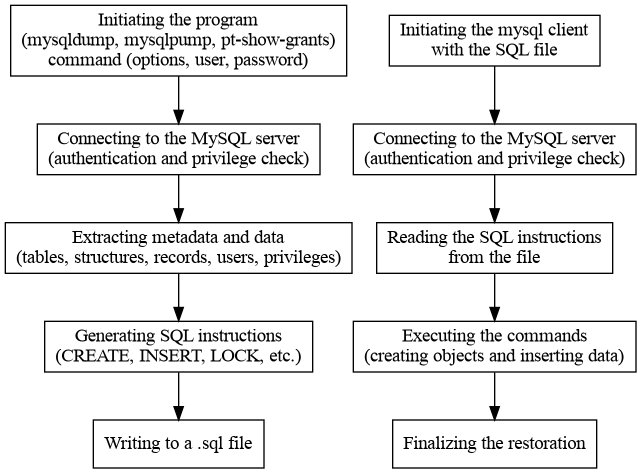 Initiating the program
(mysqldump, mysqlpump, pt-show-grants)
command (options, user, password)
Connecting to the MySQL server
(authentication and privilege check)
Extracting metadata and data
(tables, structures, records, users, privileges)
Generating SQL instructions
(CREATE, INSERT, LOCK, etc.)
Writing to a .sql file
Initiating the mysql client
with the SQL file
Connecting to the MySQL server
(authentication and privilege check)
Reading the SQL instructions
from the file
Executing the commands
(creating objects and inserting data)
Finalizing the restoration